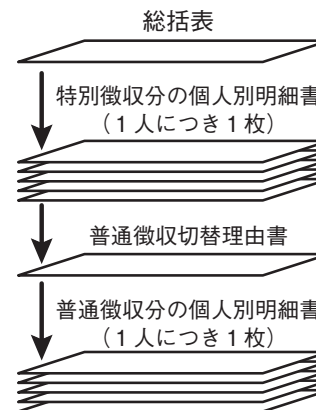 総括表
特別徴収分の個人別明細書
（1人につき1枚）
普通徴収切替理由書
普通徴収分の個人別明細書
（1人につき1枚）